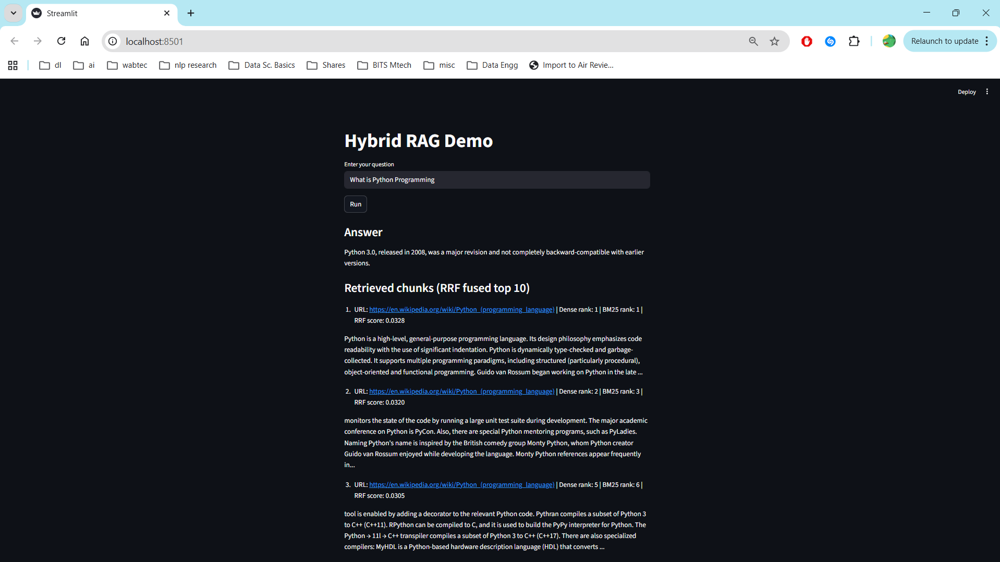 Streamlit
localhost:8501
Relaunch to update
dl
ai
wabtec
nlp research
Data Sc. Basics
Shares
BITS Mtech
misc
Data Engg
Import to Air Revie...
Deploy
Hybrid RAG Demo
Enter your question
What is Python Programming
Run
Answer
Python 3.0, released in 2008, was a major revision and not completely backward-compatible with earlier
versions.
Retrieved chunks (RRF fused top 10)
1. URL: https://en.wikipedia.org/wiki/Python_(programming_language) | Dense rank: 1 | BM25 rank: 1 |
RRF score: 0.0328
Python is a high-level, general-purpose programming language. Its design philosophy emphasizes code
readability with the use of significant indentation. Python is dynamically type-checked and garbage-
collected. It supports multiple programming paradigms, including structured (particularly procedural),
object-oriented and functional programming. Guido van Rossum began working on Python in the late ...
2. URL: https://en.wikipedia.org/wiki/Python_(programming_language) | Dense rank: 2 | BM25 rank: 3 |
RRF score: 0.0320
monitors the state of the code by running a large unit test suite during development. The major academic
conference on Python is PyCon. Also, there are special Python mentoring programs, such as PyLadies.
Naming Python's name is inspired by the British comedy group Monty Python, whom Python creator
Guido van Rossum enjoyed while developing the language. Monty Python references appear frequently
in...
3. URL: https://en.wikipedia.org/wiki/Python_(programming_language) | Dense rank: 5 | BM25 rank: 6 |
RRF score: 0.0305
tool is enabled by adding a decorator to the relevant Python code. Pythran compiles a subset of Python 3
to C++ (C++11). RPython can be compiled to C, and it is used to build the PyPy interpreter for Python. The
Python → 11l → C++ transpiler compiles a subset of Python 3 to C++ (C++17). There are also specialized
compilers: MyHDL is a Python-based hardware description language (HDL) that converts ...